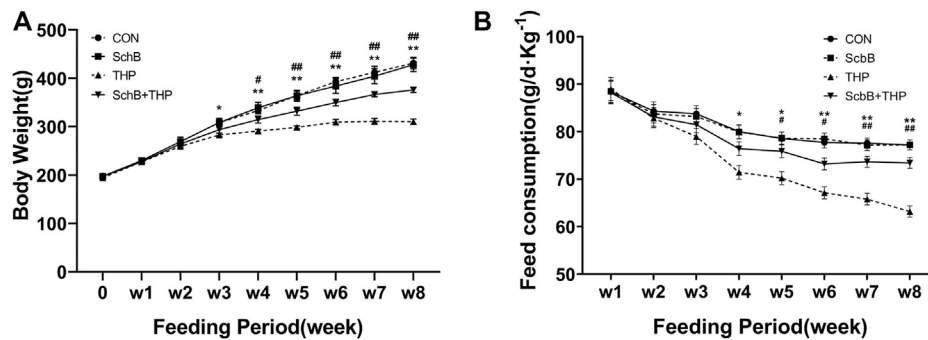 A
Body Weight(g)
500
400
300
200
100
0
CON
SchB
THP
SchB+THP
*
#
**
##
**
##
**
##
**
##
**
0 w1 w2 w3 w4 w5 w6 w7 w8
Feeding Period(week)
B
Feed consumption(g/d·Kg⁻¹)
100
90
80
70
60
50
CON
ScbB
THP
ScbB+THP
*
*
#
**
#
**
##
**
##
w1 w2 w3 w4 w5 w6 w7 w8
Feeding Period(week)